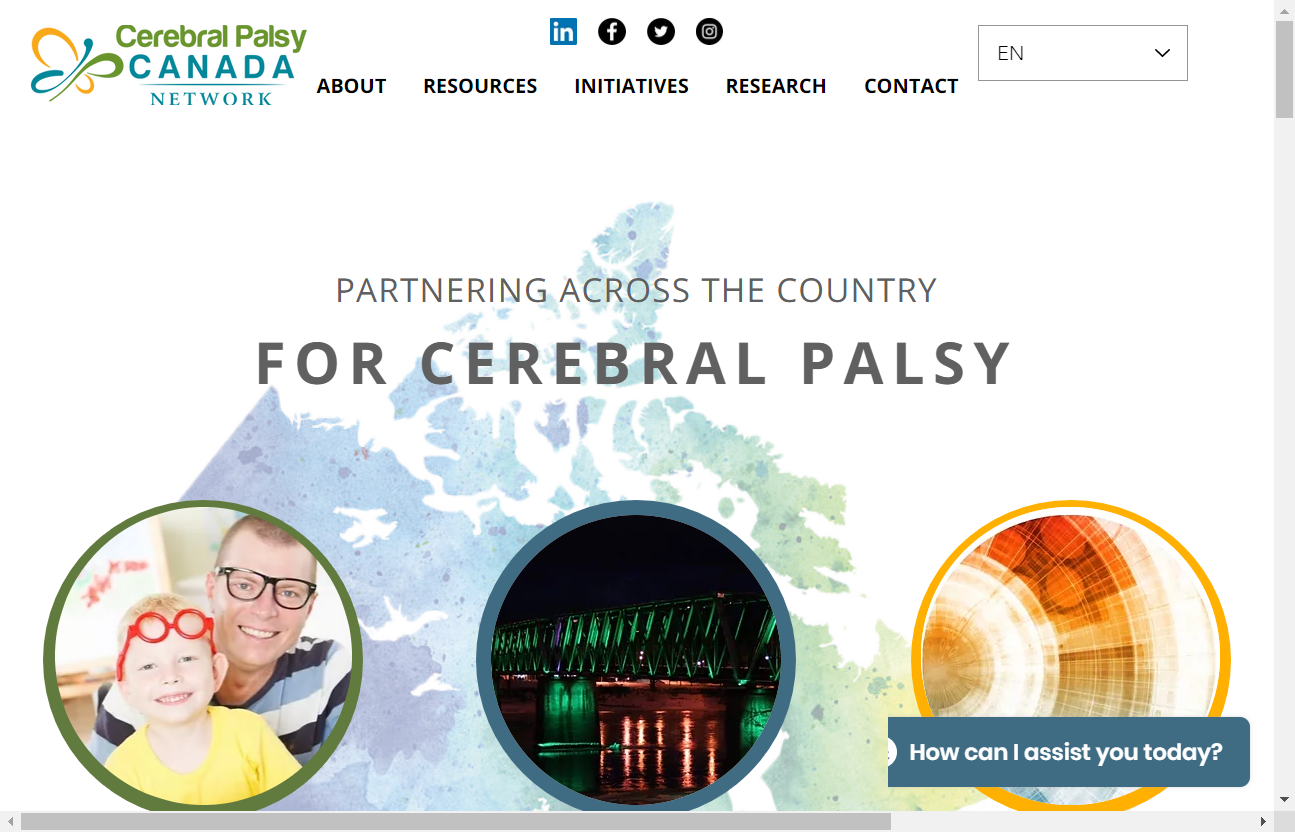 Cerebral Palsy
CANADA
NETWORK
in
ABOUT
RESOURCES
INITIATIVES
RESEARCH
CONTACT
EN
PARTNERING ACROSS THE COUNTRY
FOR CEREBRAL PALSY
How can I assist you today?